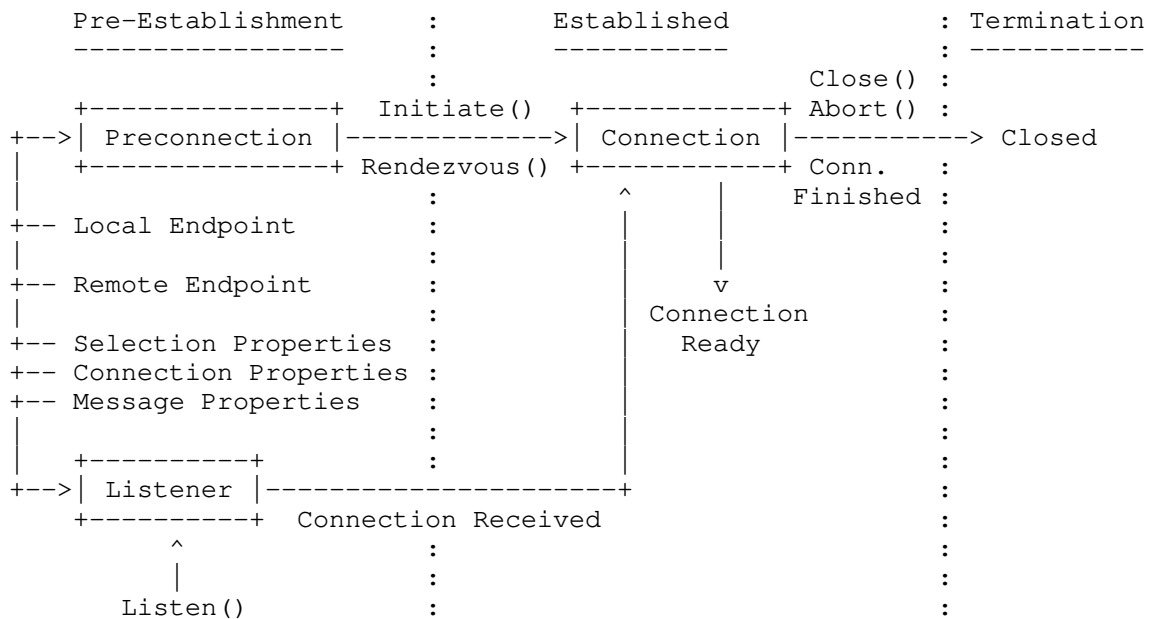 Pre-Establishment : Established : Termination
----------------- : ----------- : -----------
: Close() :
+---------------+ Initiate() +------------+ Abort() :
+-->| Preconnection |------------->| Connection |-----------> Closed
| +---------------+ Rendezvous() +------------+ Conn. :
| : ^ | Finished :
+-- Local Endpoint : | | :
| : | | :
+-- Remote Endpoint : | v :
| : | Connection :
+-- Selection Properties : | Ready :
+-- Connection Properties : | :
+-- Message Properties : | :
| : | :
| +----------+ : | :
+-->| Listener |----------------------+ :
+----------+ Connection Received :
^ : :
| : :
Listen() : :